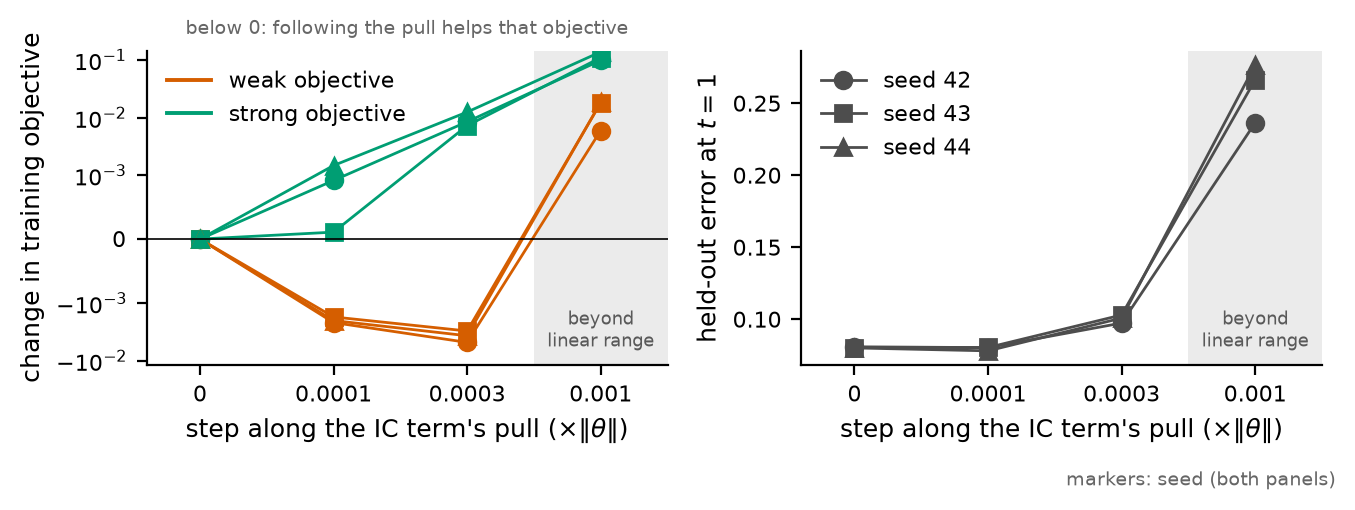 below 0: following the pull helps that objective
change in training objective
10⁻¹
10⁻²
10⁻³
0
−10⁻³
−10⁻²
weak objective
strong objective
beyond
linear range
0
0.0001
0.0003
0.001
step along the IC term's pull (×‖θ‖)
held-out error at t = 1
0.25
0.20
0.15
0.10
seed 42
seed 43
seed 44
beyond
linear range
0
0.0001
0.0003
0.001
step along the IC term's pull (×‖θ‖)
markers: seed (both panels)